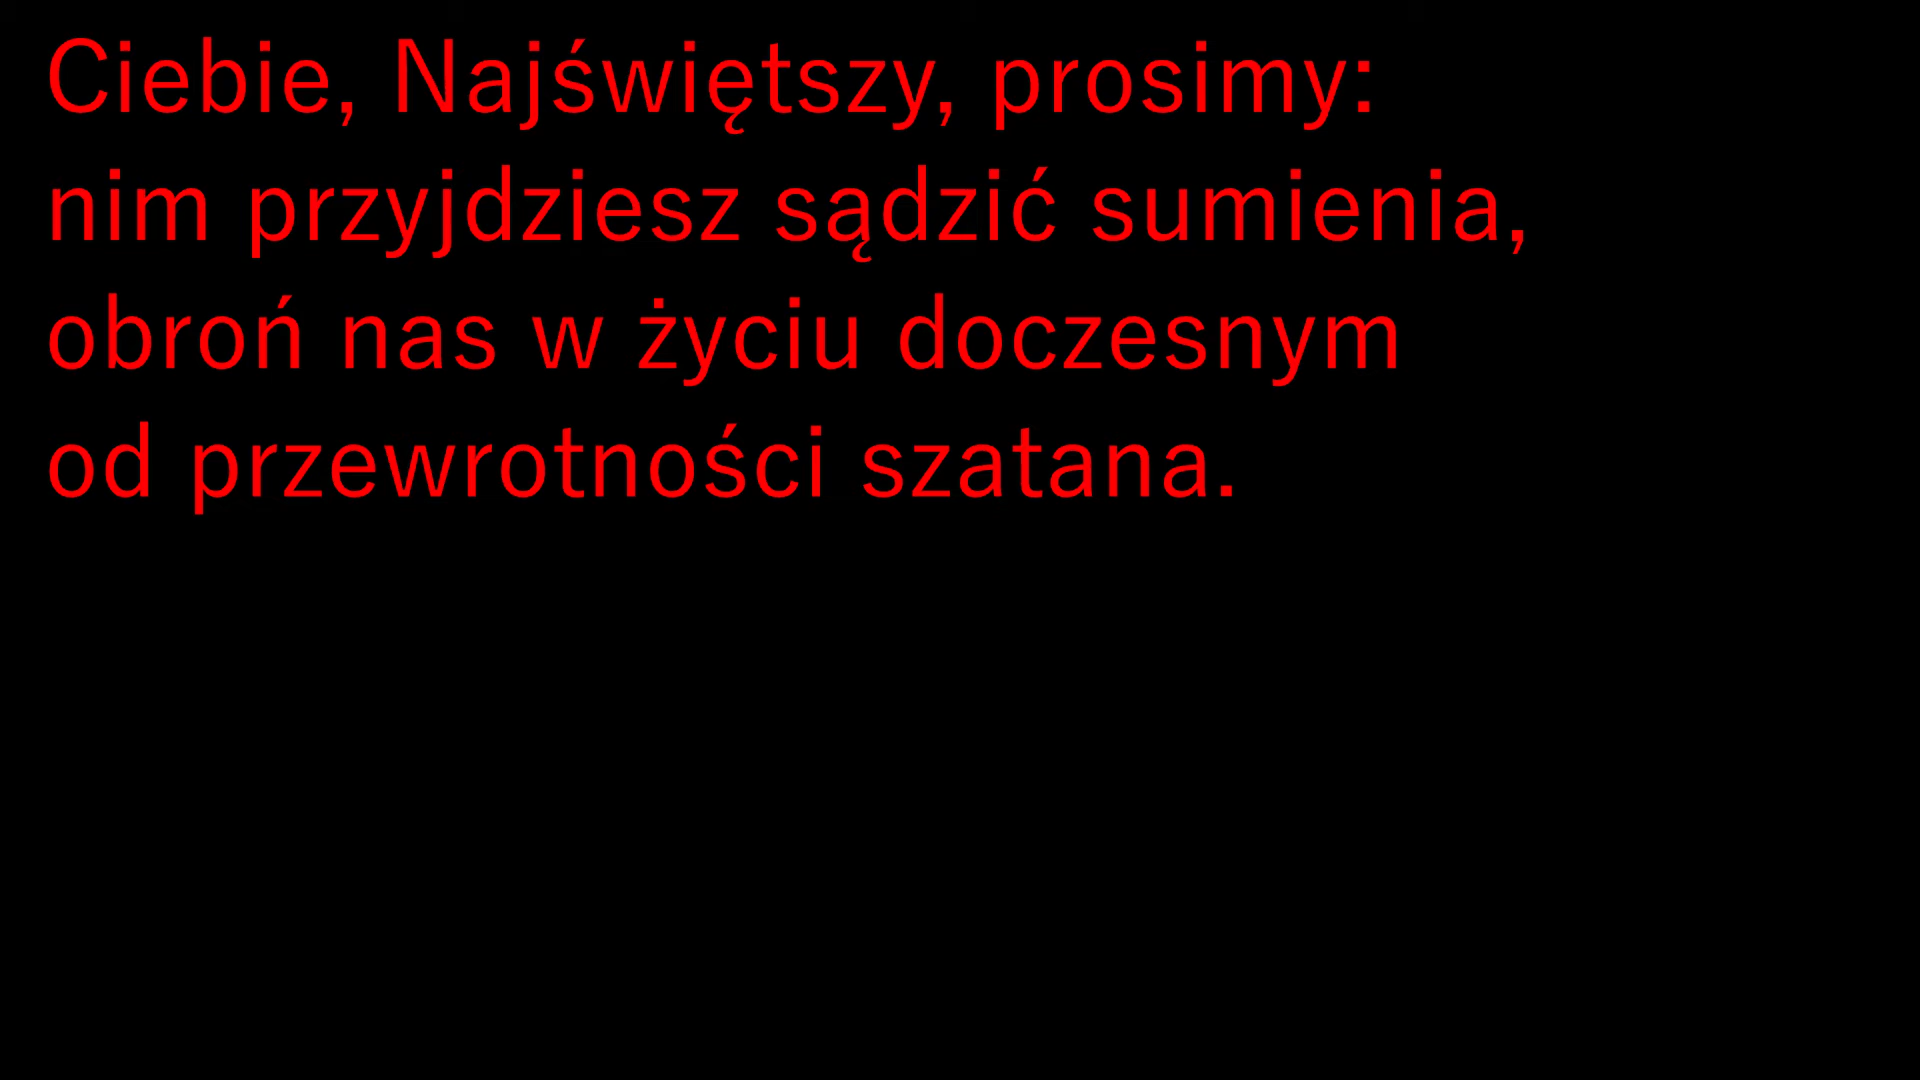 Ciebie, Najświętszy, prosimy:
nim przyjdziesz sądzić sumienia,
obroń nas w życiu doczesnym
od przewrotności szatana.